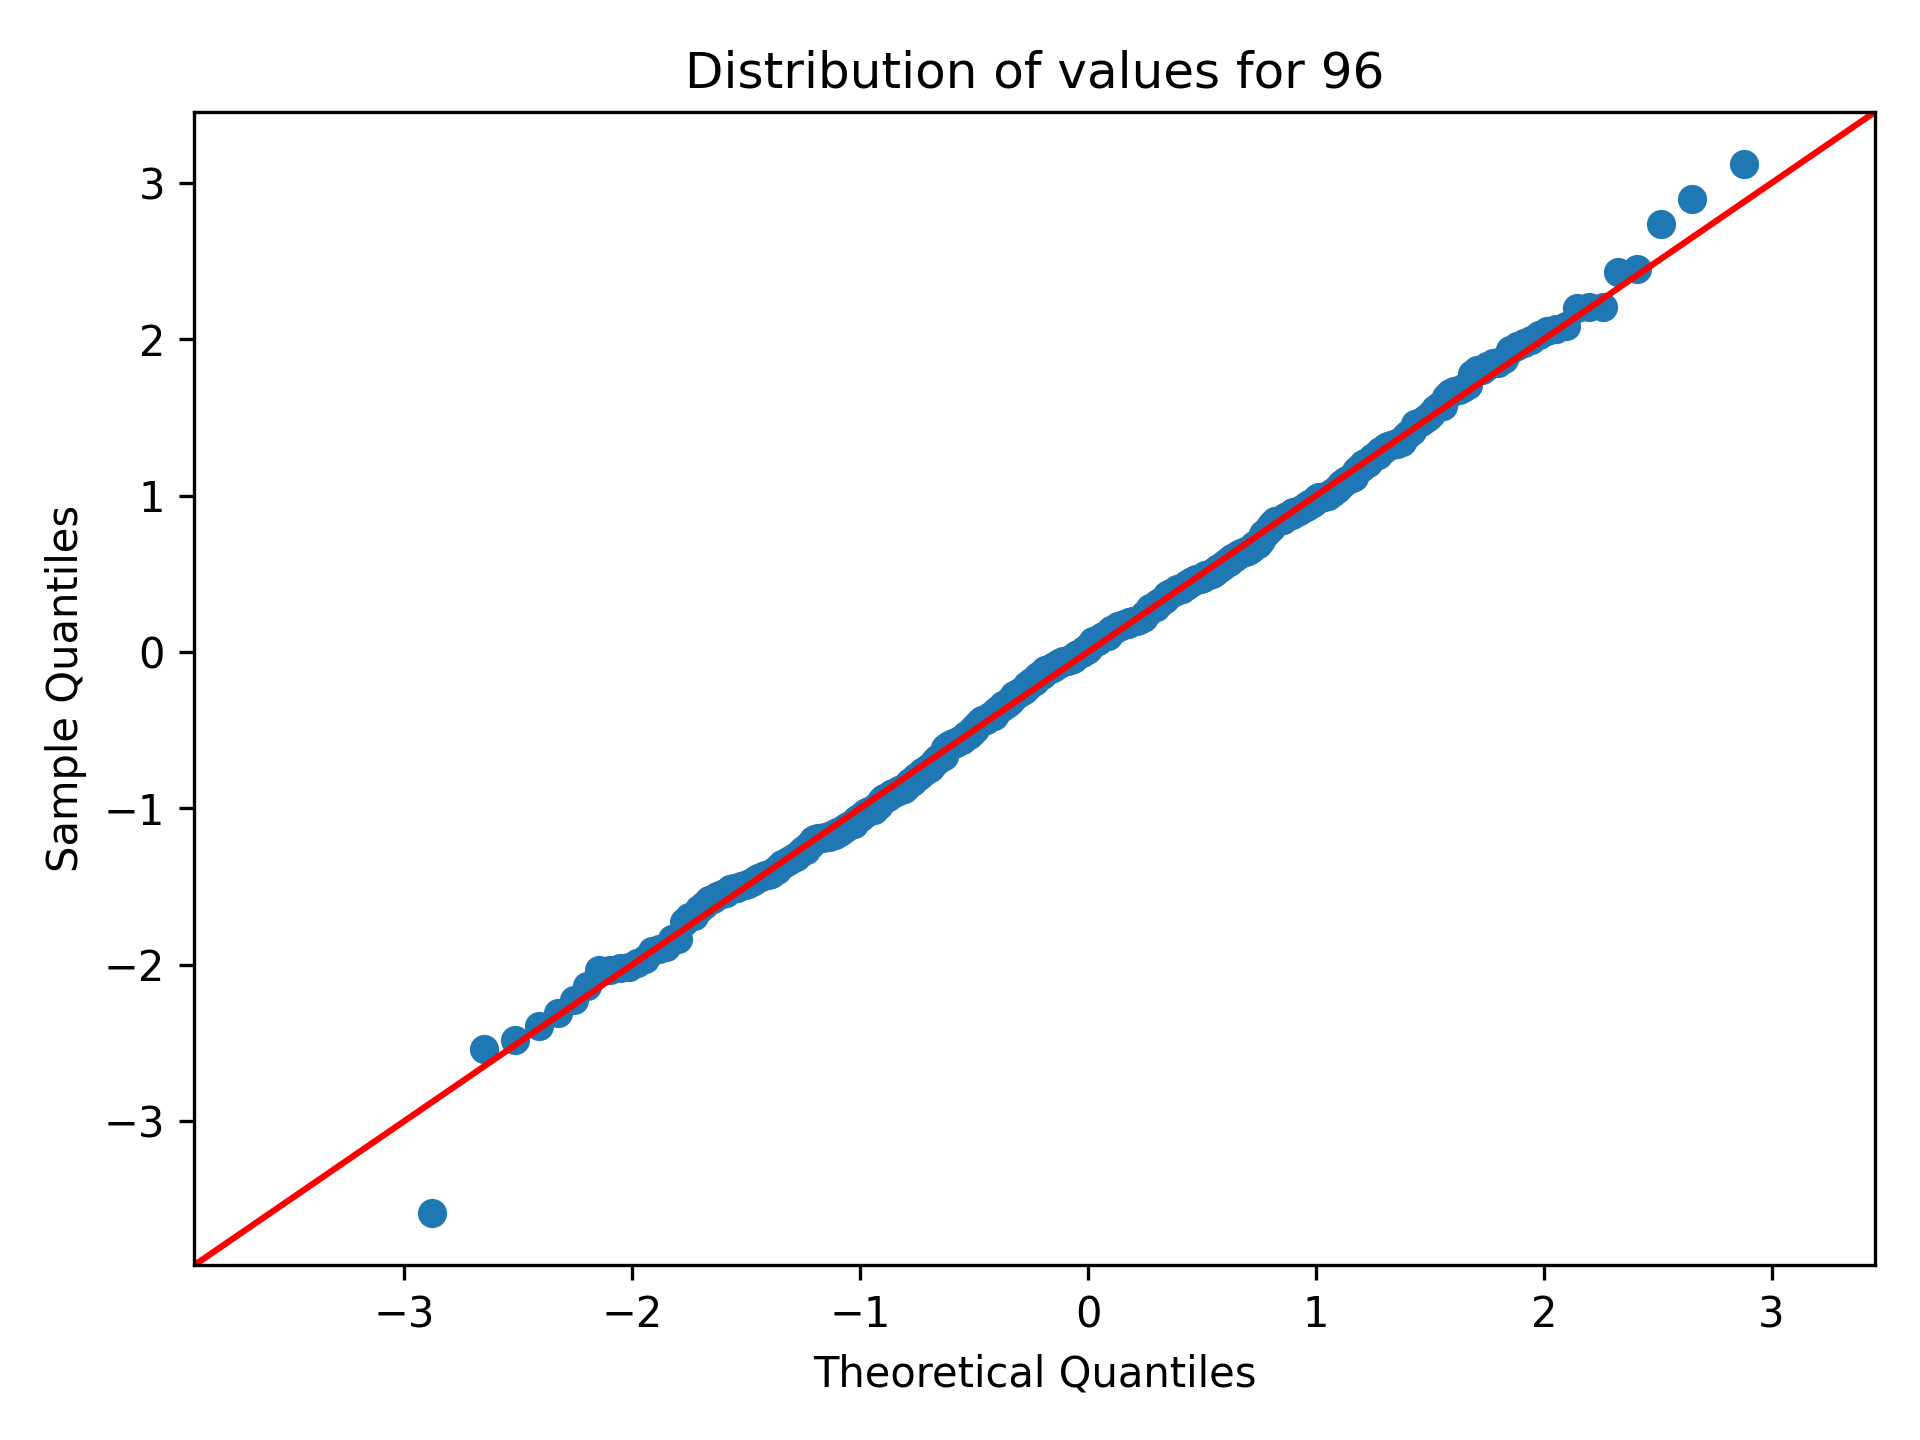 Distribution of values for 96
3
2
1
0
−1
−2
−3
Sample Quantiles
−3 −2 −1 0 1 2 3
Theoretical Quantiles